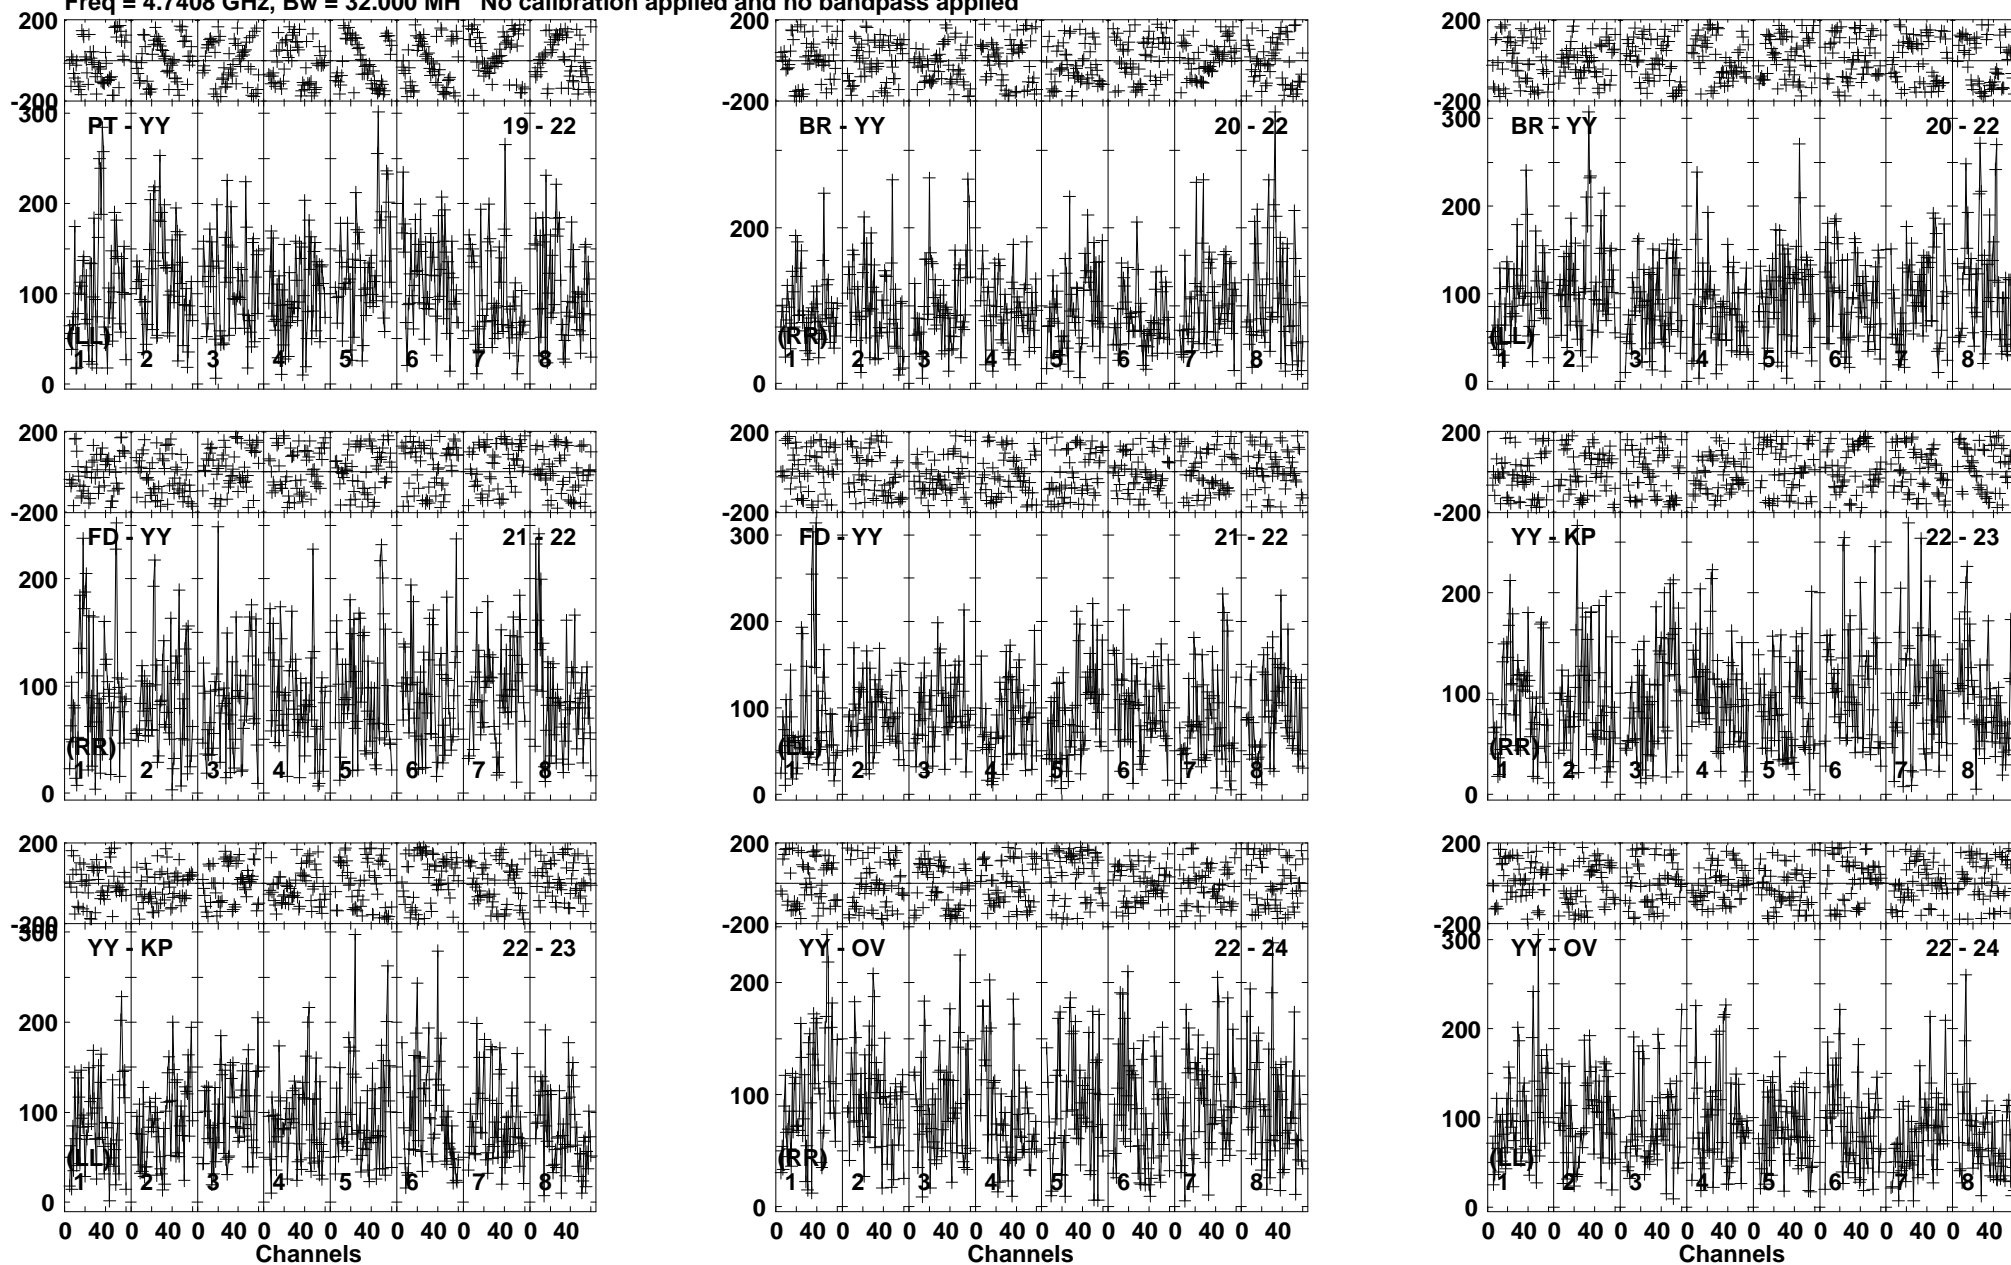 Freq = 4.7408 GHz, Bw = 32.000 MH No calibration applied and no bandpass applied
200 200 200
-200 -200 -200
300 PT - YY 19 - 22 BR - YY 20 - 22 300 BR - YY 20 - 22
200 200 200
100 100
(LL) (RR) (LL)
1 2 3 4 5 6 7 8 1 2 3 4 5 6 7 8 1 2 3 4 5 6 7 8
0 0 0
200 200 200
-200 -200 -200
FD - YY 21 - 22 300 FD - YY 21 - 22 YY - KP 22 - 23
200 200 200
100 100 100
(RR) (LL) (RR)
1 2 3 4 5 6 7 8 1 2 3 4 5 6 7 8 1 2 3 4 5 6 7 8
0 0 0
200 200 200
-200 -200 -200
300 YY - KP 22 - 23 YY - OV 22 - 24 300 YY - OV 22 - 24
200 200 200
100 100 100
(LL) (RR) (LL)
1 2 3 4 5 6 7 8 1 2 3 4 5 6 7 8 1 2 3 4 5 6 7 8
0 0 0
0 40 0 40 0 40 0 40 0 40 0 40 0 40 0 40 0 40 0 40 0 40 0 40 0 40 0 40 0 40 0 40 0 40 0 40 0 40 0 40 0 40 0 40 0 40 0 40
Channels Channels Channels